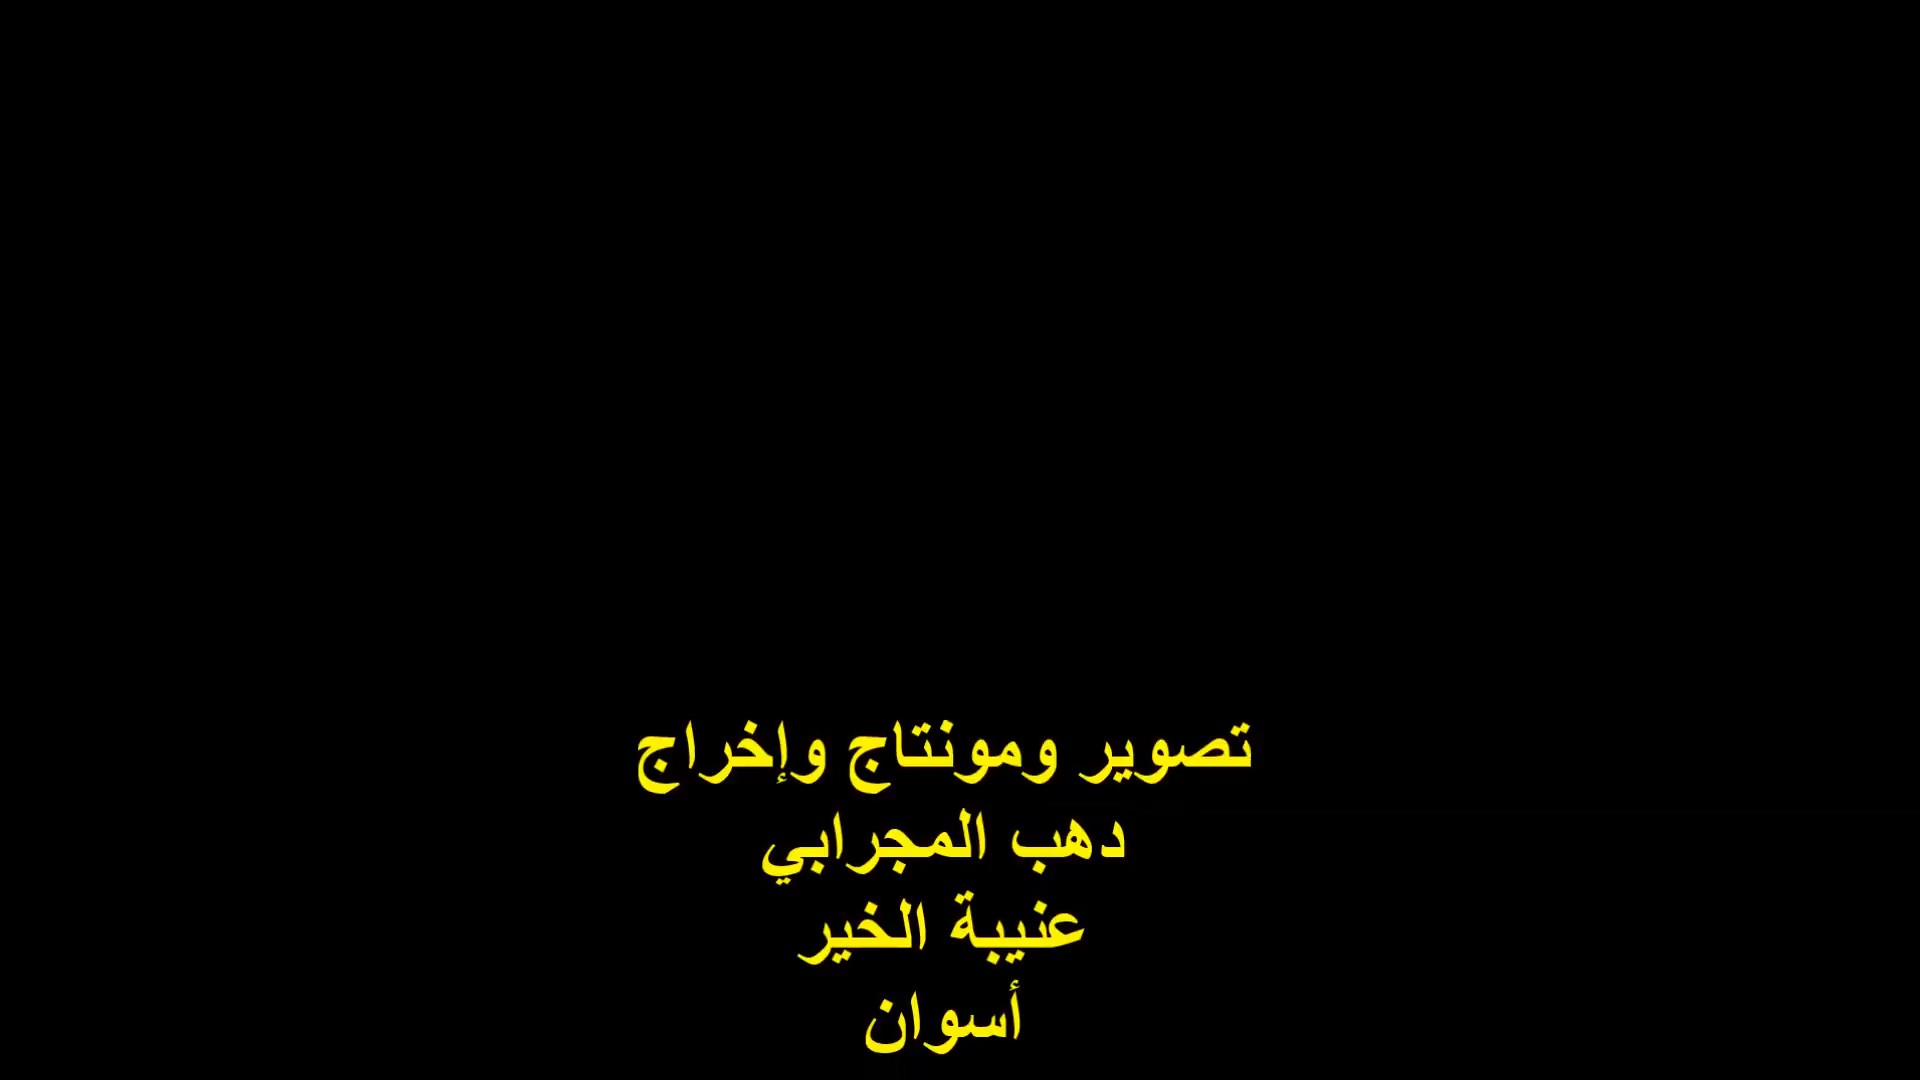 تصوير ومونتاج وإخراج
دهب المجرابي
عنيبة الخير
أسوان